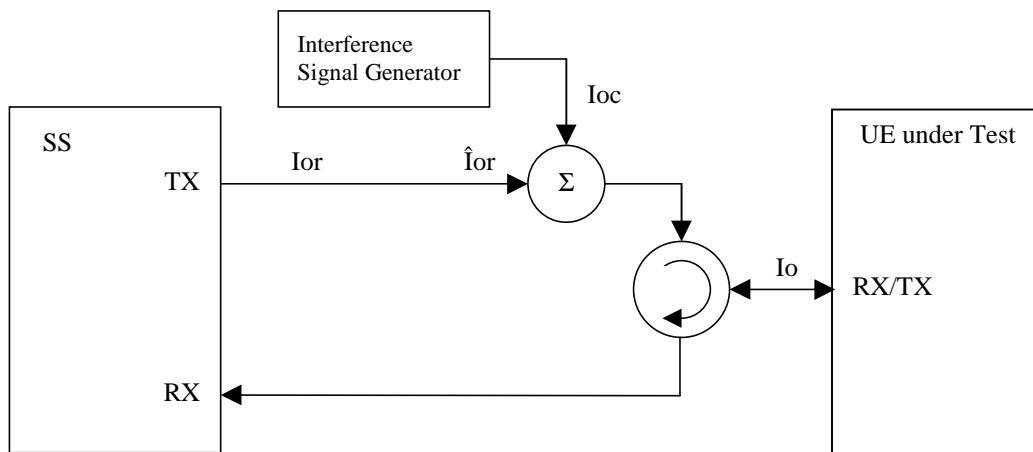 Interference
Signal Generator
Ioc
SS
UE under Test
TX
Ior
Îor
Σ
Io
RX/TX
RX